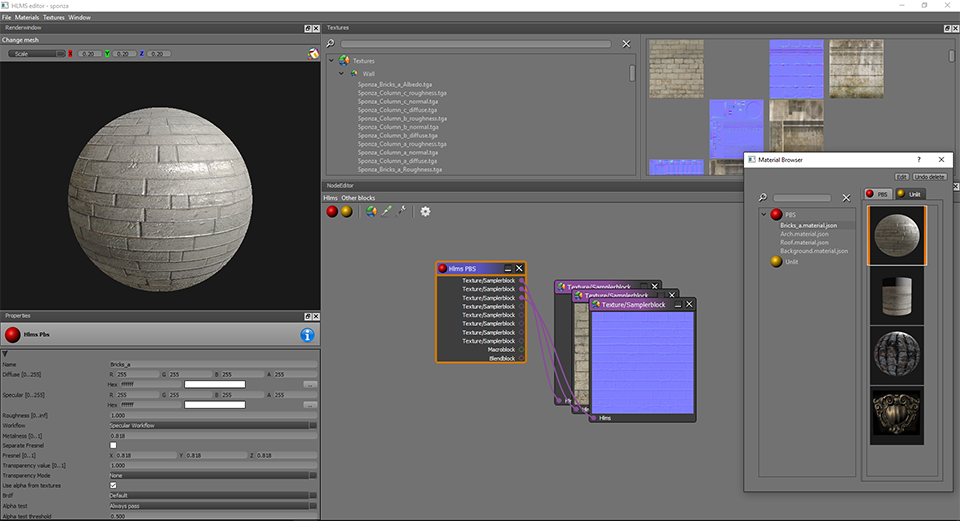 HLMS editor - sponza
File Materials Textures Window
Renderwindow
Change mesh
Scale X 0.20 Y 0.20 Z 0.20
Textures
Textures
Wall
Sponza_Bricks_a_Albedo.tga
Sponza_Column_c_roughness.tga
Sponza_Column_c_normal.tga
Sponza_Column_c_diffuse.tga
Sponza_Column_b_roughness.tga
Sponza_Column_b_normal.tga
Sponza_Column_b_diffuse.tga
Sponza_Column_a_roughness.tga
Sponza_Column_a_normal.tga
Sponza_Column_a_diffuse.tga
Sponza_Bricks_a_Roughness.tga
NodeEditor
Hlms Other blocks
Hlms PBS
Texture/Samplerblock
Texture/Samplerblock
Texture/Samplerblock
Texture/Samplerblock
Texture/Samplerblock
Texture/Samplerblock
Texture/Samplerblock
Texture/Samplerblock
Macroblock
Blendblock
Texture/Samplerblock
Texture/Samplerblock
Texture/Samplerblock
Hlms
Material Browser
?
Edit Undo delete
PBS Unlit
PBS
Bricks_a.material.json
Arch.material.json
Roof.material.json
Background.material.json
Unlit
Properties
Hlms Pbs
Name Bricks_a
Diffuse [0...255] R 255 G 255 B 255 A 255
Hex ffffff ...
Specular [0...255] R 255 G 255 B 255 A 255
Hex ffffff ...
Roughness [0..inf] 1.000
Workflow Specular Workflow
Metalness [0..1] 0.818
Separate Fresnel
Fresnel [0..1] X 0.818 Y 0.818 Z 0.818
Transparency value [0..1] 1.000
Transparency Mode None
Use alpha from textures
Brdf Default
Alpha test Always pass
Alpha test threshold 0.500